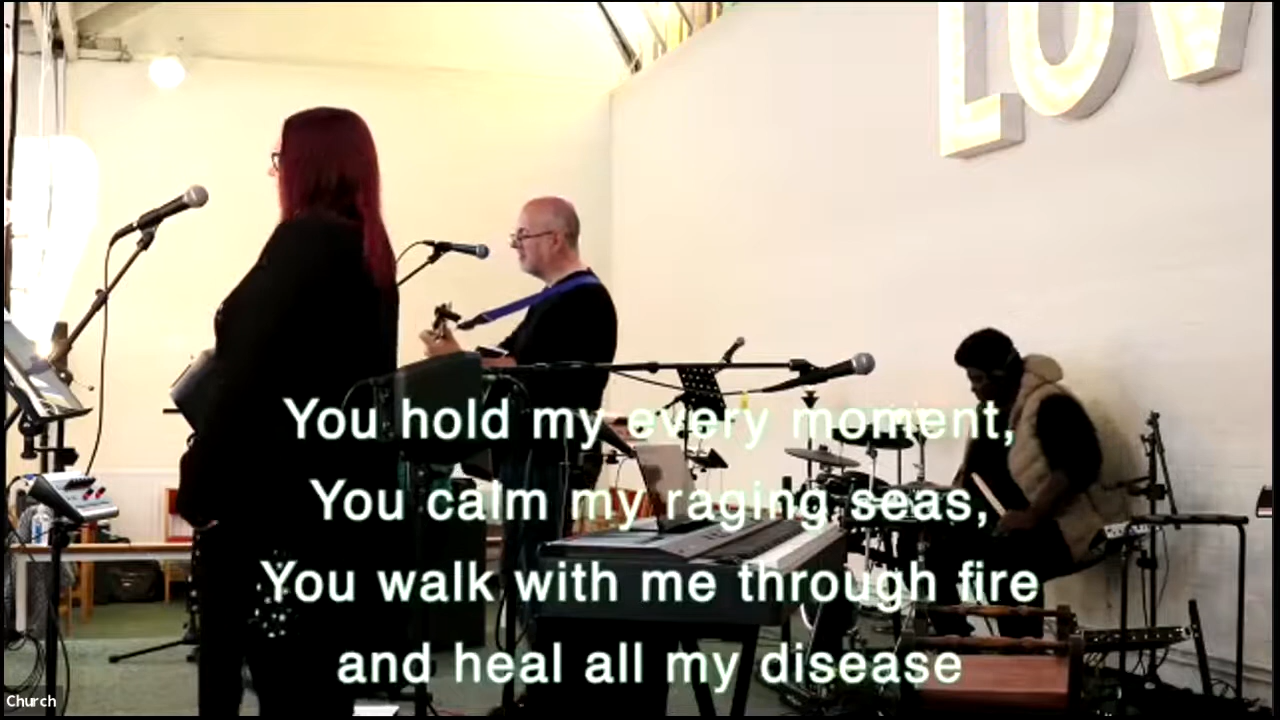 LOV
You hold my every moment,
You calm my raging seas,
You walk with me through fire
and heal all my disease
Church